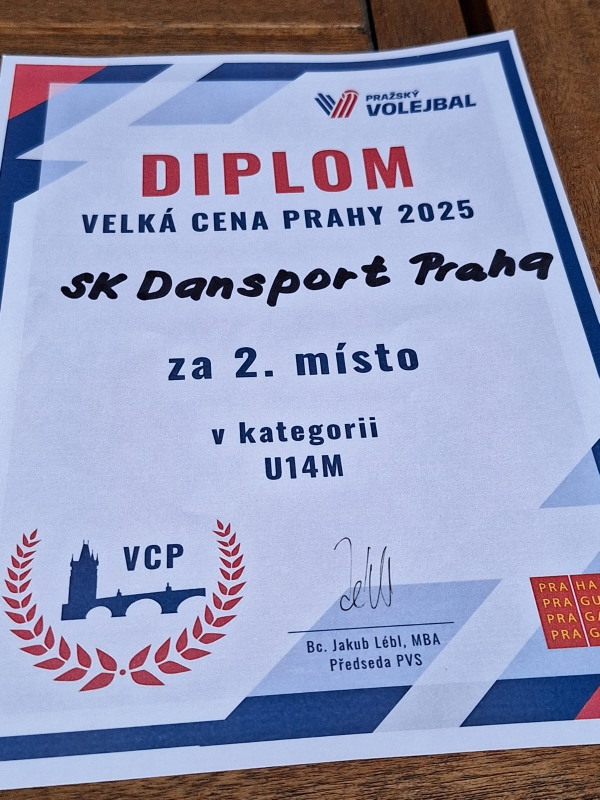 PRAŽSKÝ
VOLEJBAL
DIPLOM
VELKÁ CENA PRAHY 2025
SK Dansport Praha
za 2. místo
v kategorii
U14M
VCP
Bc. Jakub Lébl, MBA
Předseda PVS
PRA HA
PRA GU
PRA GA
PRA G